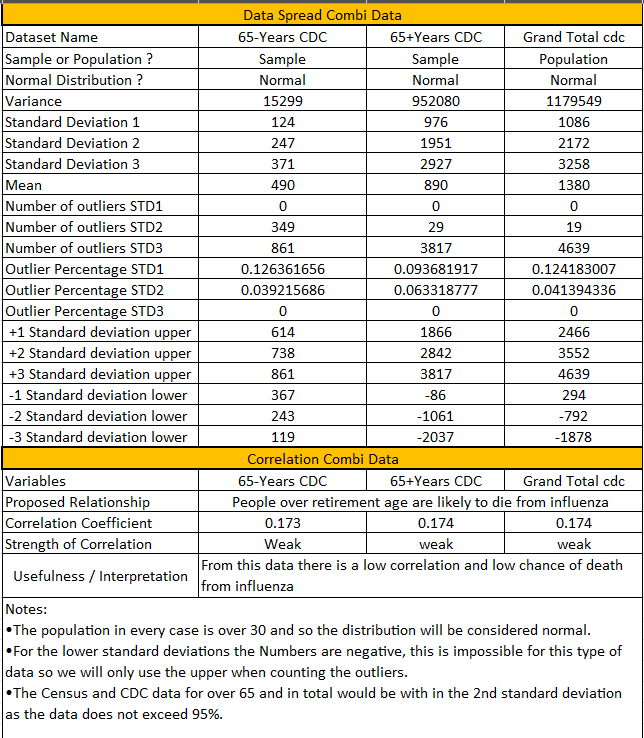 Data Spread Combi Data
Dataset Name 65-Years CDC 65+Years CDC Grand Total cdc
Sample or Population ? Sample Sample Population
Normal Distribution ? Normal Normal Normal
Variance 15299 952080 1179549
Standard Deviation 1 124 976 1086
Standard Deviation 2 247 1951 2172
Standard Deviation 3 371 2927 3258
Mean 490 890 1380
Number of outliers STD1 0 0 0
Number of outliers STD2 349 29 19
Number of outliers STD3 861 3817 4639
Outlier Percentage STD1 0.126361656 0.093681917 0.124183007
Outlier Percentage STD2 0.039215686 0.063318777 0.041394336
Outlier Percentage STD3 0 0 0
+1 Standard deviation upper 614 1866 2466
+2 Standard deviation upper 738 2842 3552
+3 Standard deviation upper 861 3817 4639
-1 Standard deviation lower 367 -86 294
-2 Standard deviation lower 243 -1061 -792
-3 Standard deviation lower 119 -2037 -1878
Correlation Combi Data
Variables 65-Years CDC 65+Years CDC Grand Total cdc
Proposed Relationship People over retirement age are likely to die from influenza
Correlation Coefficient 0.173 0.174 0.174
Strength of Correlation Weak weak weak
Usefulness / Interpretation From this data there is a low correlation and low chance of death
from influenza
Notes:
•The population in every case is over 30 and so the distribution will be considered normal.
•For the lower standard deviations the Numbers are negative, this is impossible for this type of
data so we will only use the upper when counting the outliers.
•The Census and CDC data for over 65 and in total would be with in the 2nd standard deviation
as the data does not exceed 95%.